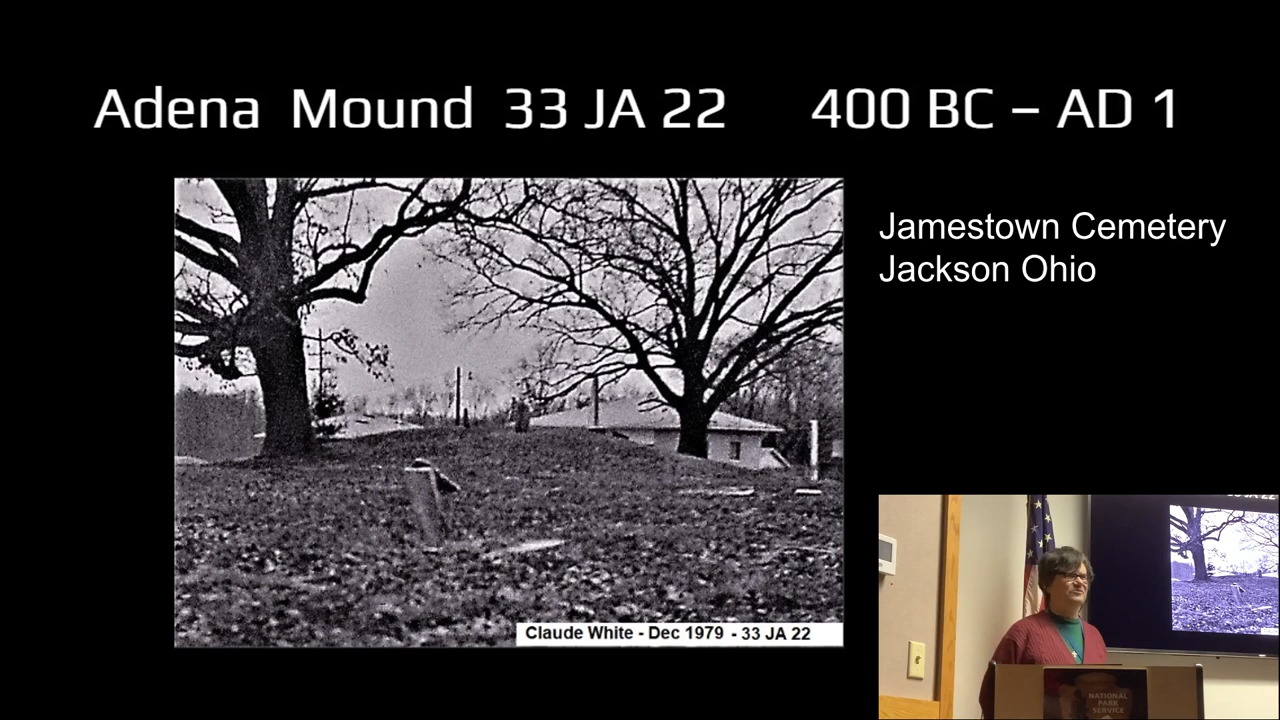 Adena Mound 33 JA 22 400 BC – AD 1
Jamestown Cemetery
Jackson Ohio
Claude White - Dec 1979 - 33 JA 22
NATIONAL
PARK
SERVICE